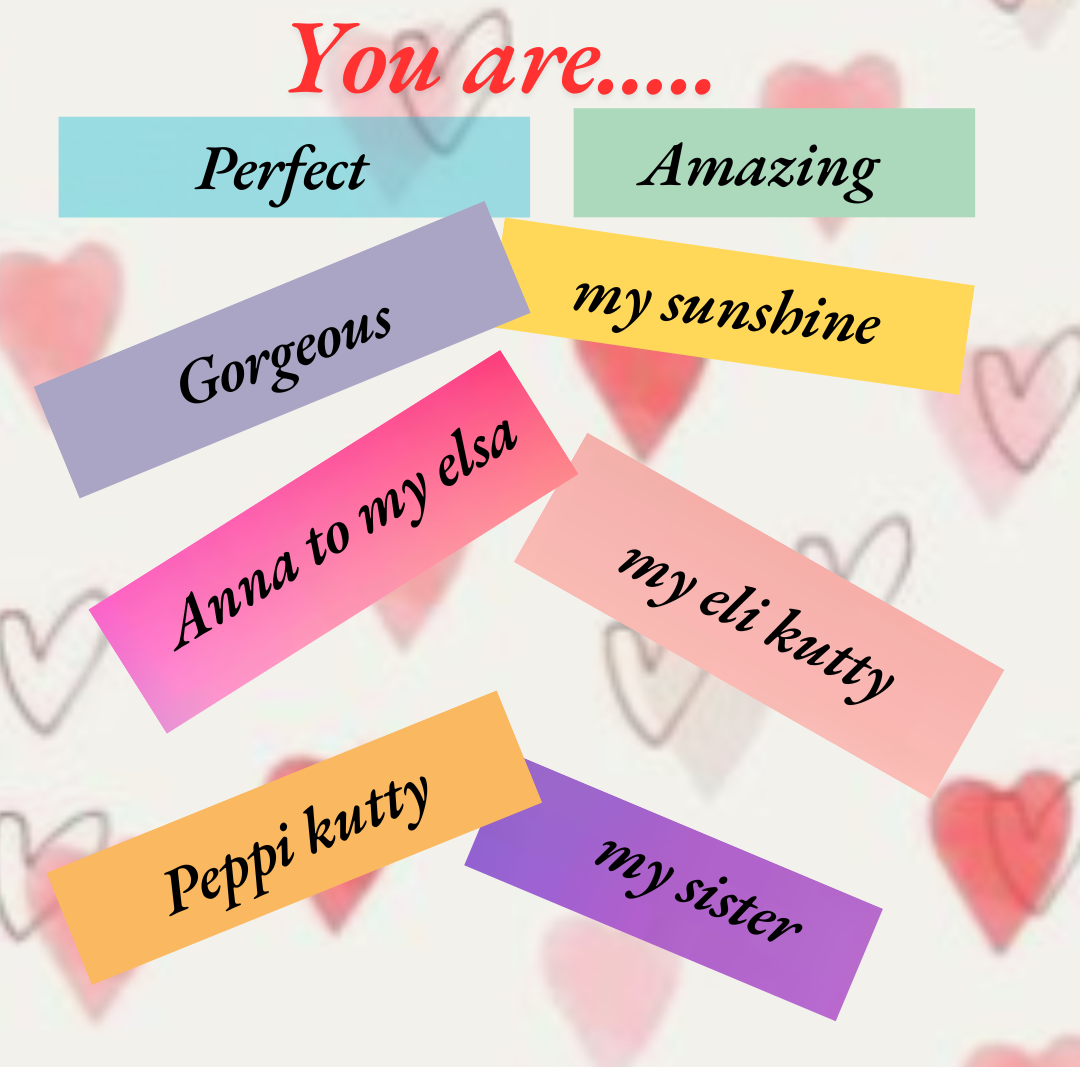 You are.....
Perfect
Amazing
Gorgeous
my sunshine
Anna to my elsa
my eli kutty
Peppi kutty
my sister